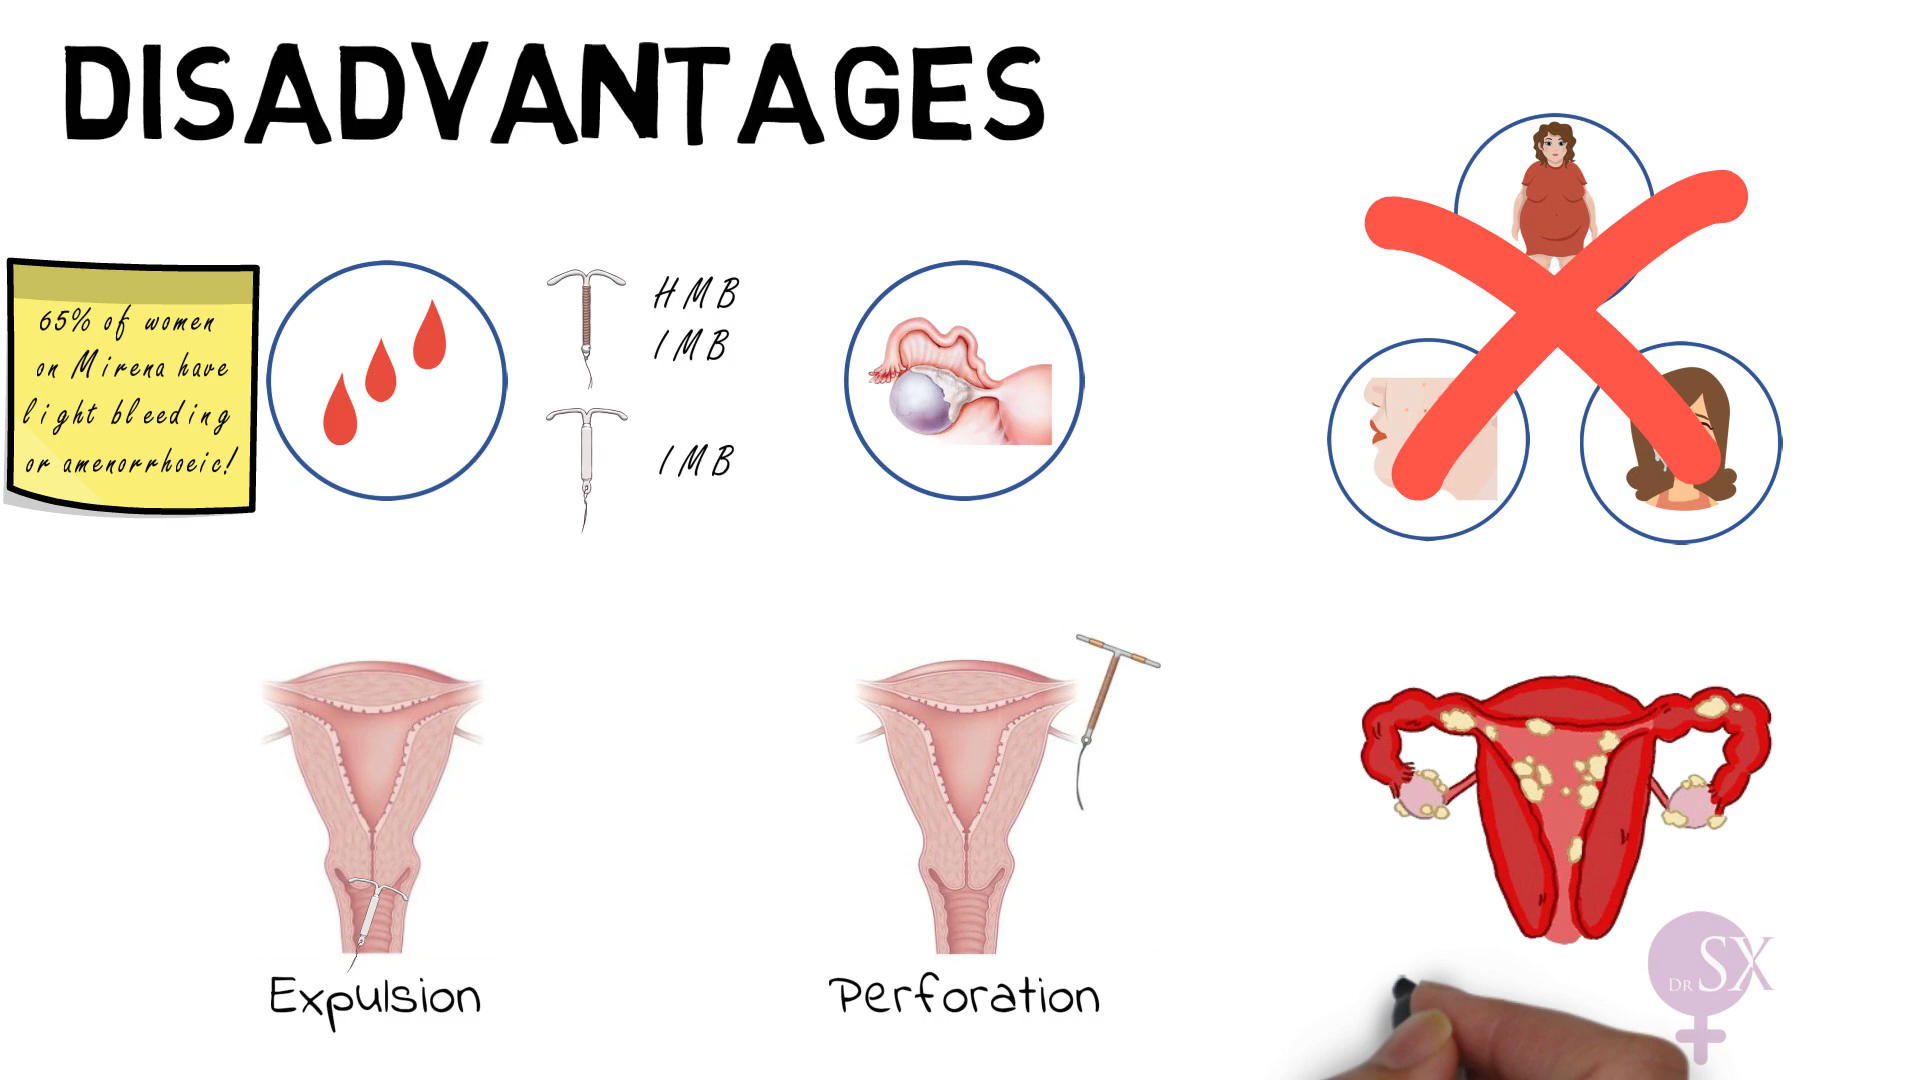 DISADVANTAGES
65% of women
on Mirena have
light bleeding
or amenorrhoeic!
HMB
IMB
IMB
Expulsion
Perforation
DR SX